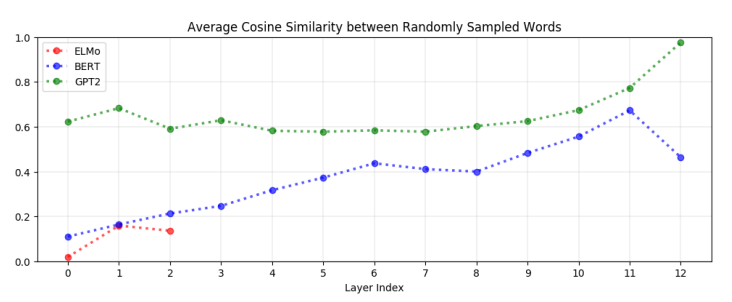 Average Cosine Similarity between Randomly Sampled Words
ELMo
BERT
GPT2
1.0
0.8
0.6
0.4
0.2
0.0
0 1 2 3 4 5 6 7 8 9 10 11 12
Layer Index